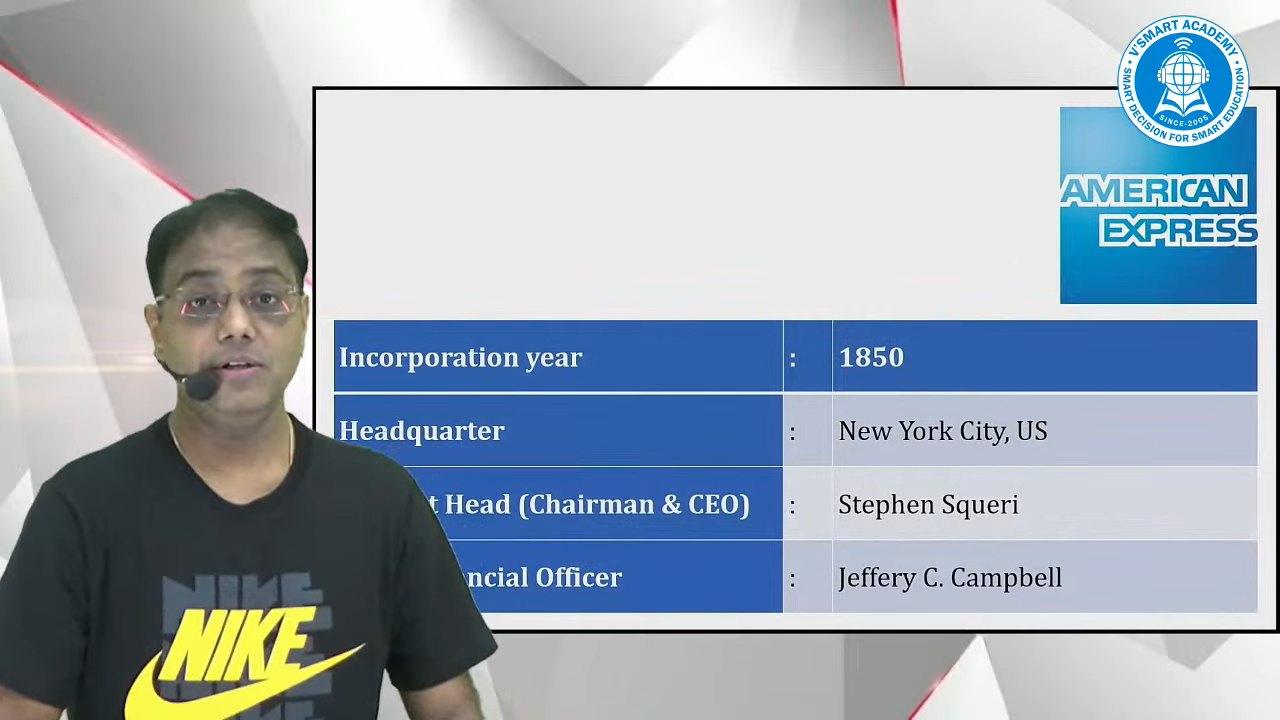 V'SMART ACADEMY
SINCE-2005
SMART DECISION FOR SMART EDUCATION
AMERICAN
EXPRESS
Incorporation year : 1850
Headquarter : New York City, US
Head (Chairman & CEO) : Stephen Squeri
Officer : Jeffery C. Campbell
NIKE
NIKE